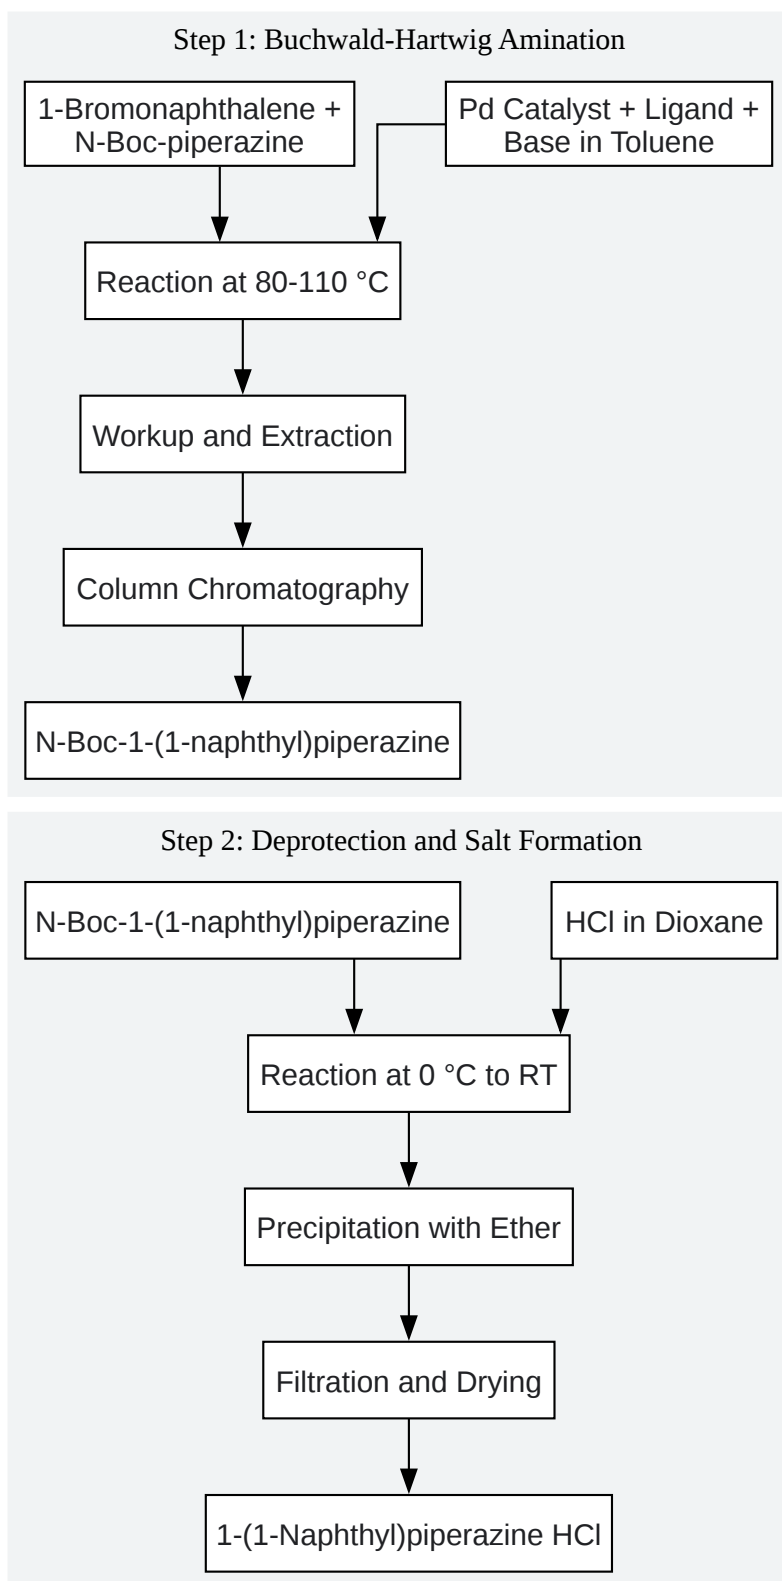 Step 1: Buchwald-Hartwig Amination
1-Bromonaphthalene +
N-Boc-piperazine
Pd Catalyst + Ligand +
Base in Toluene
Reaction at 80-110 °C
Workup and Extraction
Column Chromatography
N-Boc-1-(1-naphthyl)piperazine
Step 2: Deprotection and Salt Formation
N-Boc-1-(1-naphthyl)piperazine
HCl in Dioxane
Reaction at 0 °C to RT
Precipitation with Ether
Filtration and Drying
1-(1-Naphthyl)piperazine HCl